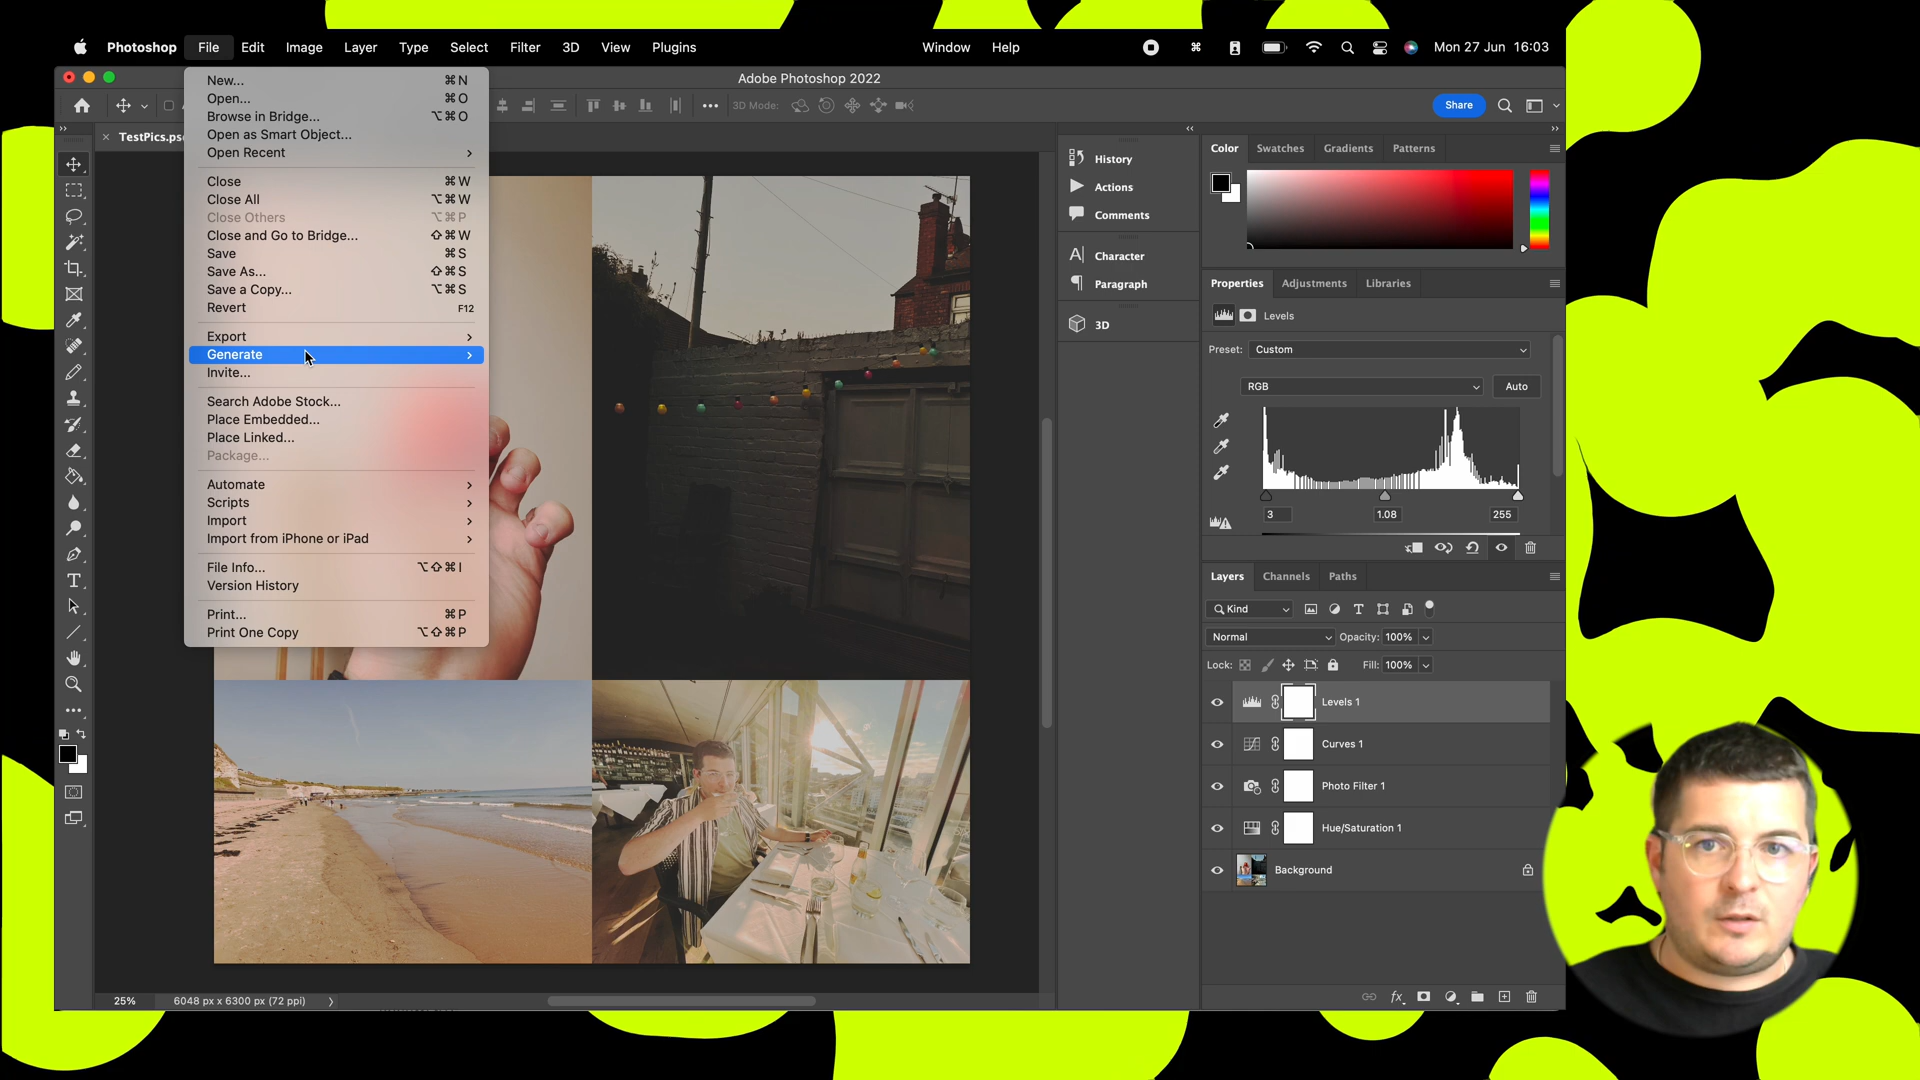 Photoshop File Edit Image Layer Type Select Filter 3D View Plugins Window Help Mon 27 Jun 16:03
Adobe Photoshop 2022
3D Mode: Share
TestPics.ps
New... ⌘N
Open... ⌘O
Browse in Bridge... ⌥⌘O
Open as Smart Object...
Open Recent
Close ⌘W
Close All ⌥⌘W
Close Others ⌥⌘P
Close and Go to Bridge... ⇧⌘W
Save ⌘S
Save As... ⇧⌘S
Save a Copy... ⌥⌘S
Revert F12
Export
Generate
Invite...
Search Adobe Stock...
Place Embedded...
Place Linked...
Package...
Automate
Scripts
Import
Import from iPhone or iPad
File Info... ⌥⇧⌘I
Version History
Print... ⌘P
Print One Copy ⌥⇧⌘P
25% 6048 px x 6300 px (72 ppi)
History
Actions
Comments
Character
Paragraph
3D
Color Swatches Gradients Patterns
Properties Adjustments Libraries
Levels
Preset: Custom
RGB Auto
3 1.08 255
Layers Channels Paths
Kind
Normal Opacity: 100%
Lock: Fill: 100%
Levels 1
Curves 1
Photo Filter 1
Hue/Saturation 1
Background
fx